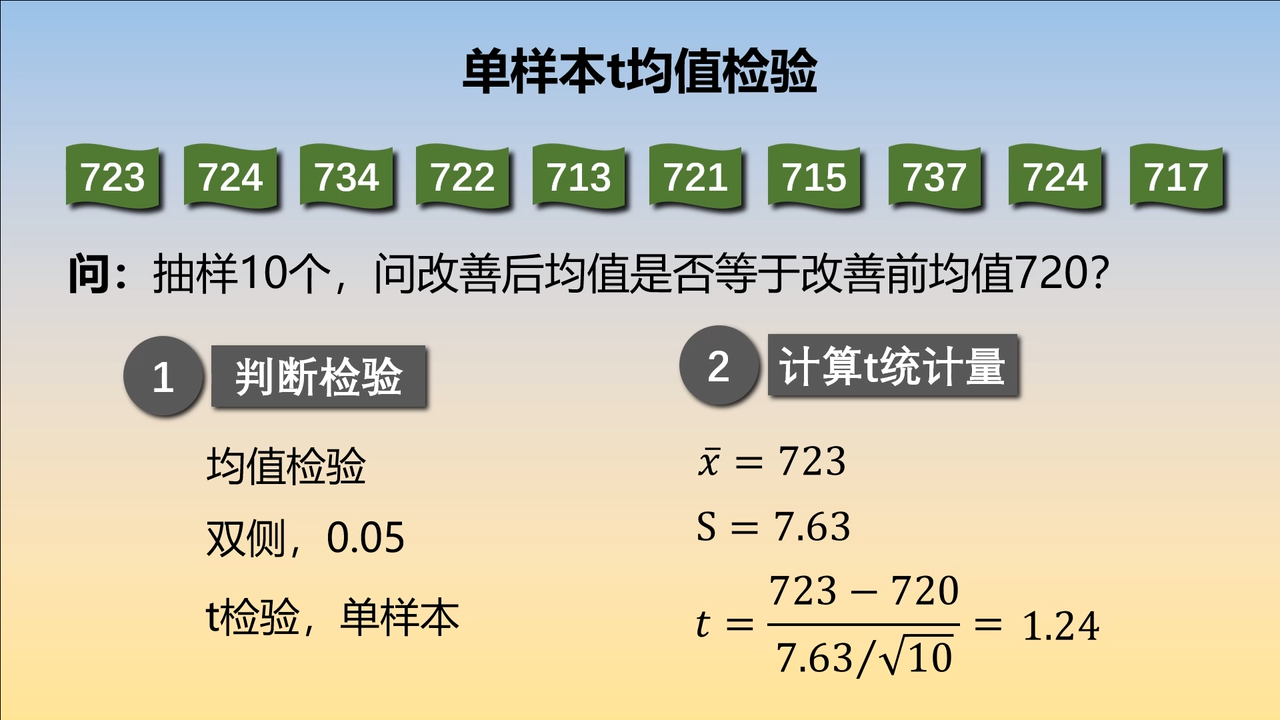 单样本t均值检验
723 724 734 722 713 721 715 737 724 717
问：抽样10个，问改善后均值是否等于改善前均值720？
1 判断检验
均值检验
双侧，0.05
t检验，单样本
2 计算t统计量
x̄ = 723
S = 7.63
t = (723 − 720)/(7.63/√10) = 1.24